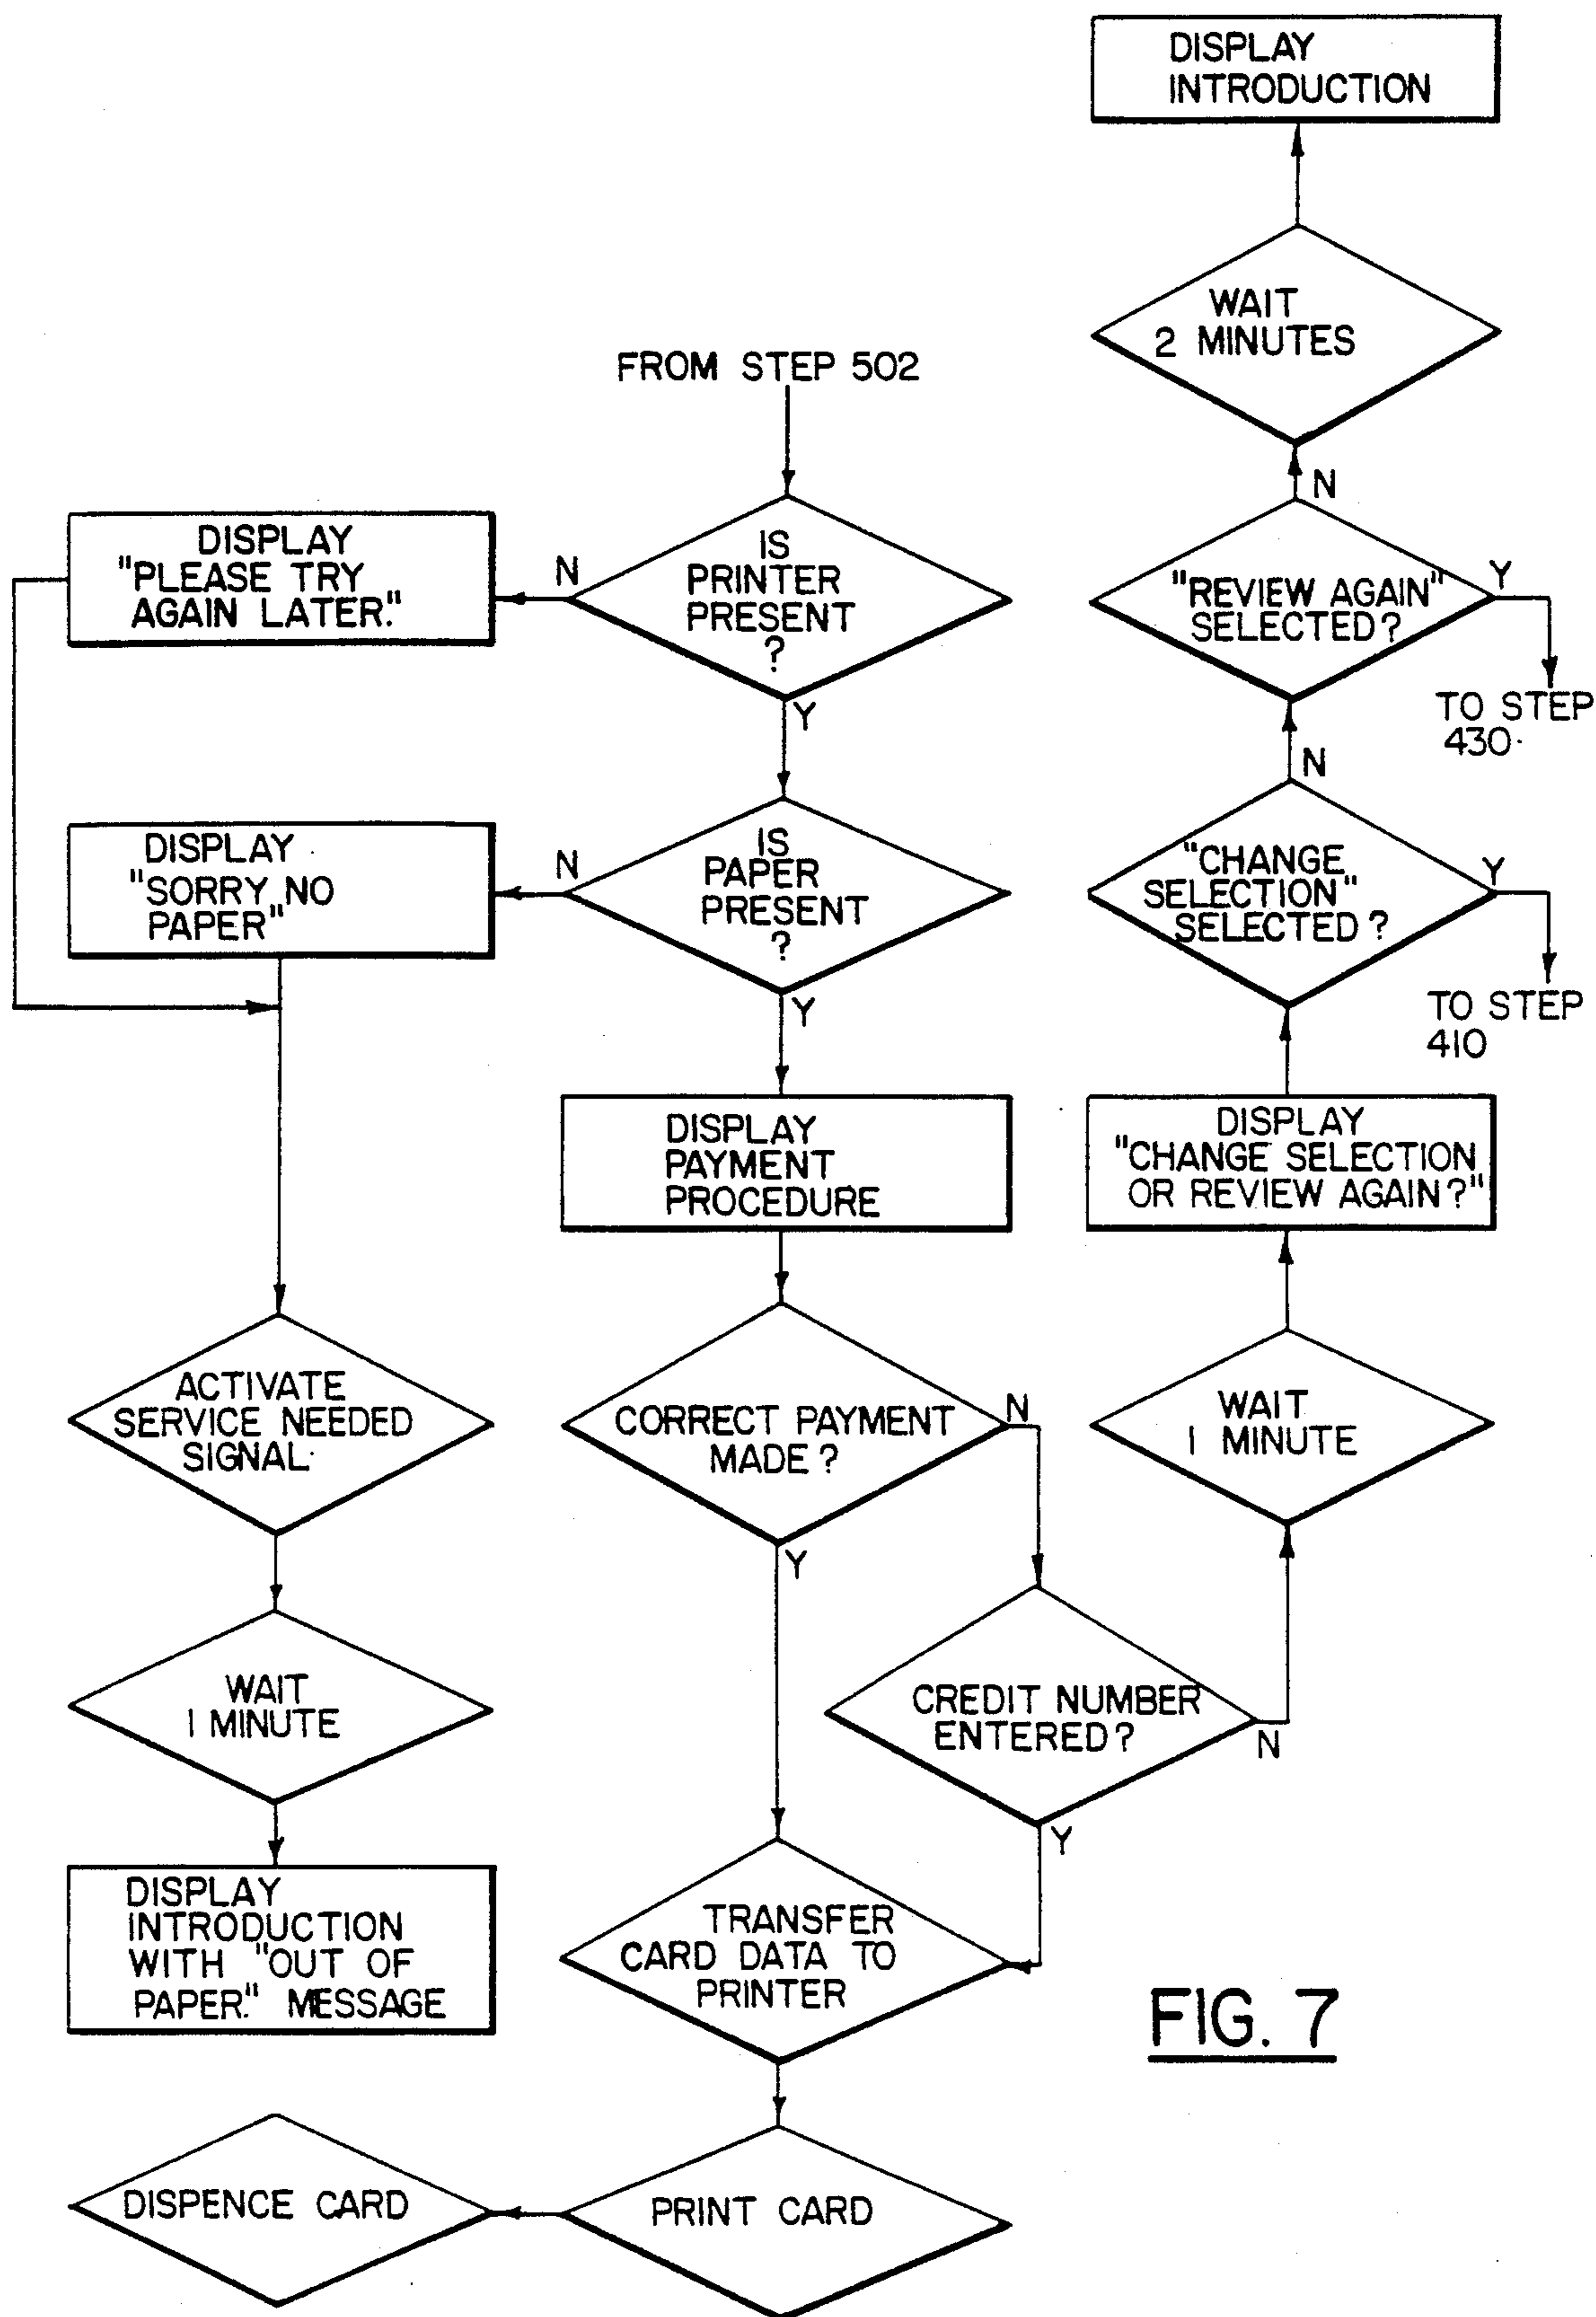 DISPLAY
INTRODUCTION
WAIT
2 MINUTES
FROM STEP 502
N
DISPLAY
"PLEASE TRY
AGAIN LATER."
N
IS
PRINTER
PRESENT
?
"REVIEW AGAIN"
SELECTED?
Y
TO STEP
430
Y
N
DISPLAY
"SORRY, NO
PAPER"
N
IS
PAPER
PRESENT
?
"CHANGE
SELECTION"
SELECTED?
Y
TO STEP
410
Y
DISPLAY
PAYMENT
PROCEDURE
DISPLAY
"CHANGE SELECTION
OR REVIEW AGAIN?"
ACTIVATE
SERVICE NEEDED
SIGNAL
CORRECT PAYMENT
MADE?
N
WAIT
1 MINUTE
Y
WAIT
1 MINUTE
CREDIT NUMBER
ENTERED?
N
Y
DISPLAY
INTRODUCTION
WITH "OUT OF
PAPER." MESSAGE
TRANSFER
CARD DATA TO
PRINTER
FIG. 7
DISPENCE CARD
PRINT CARD